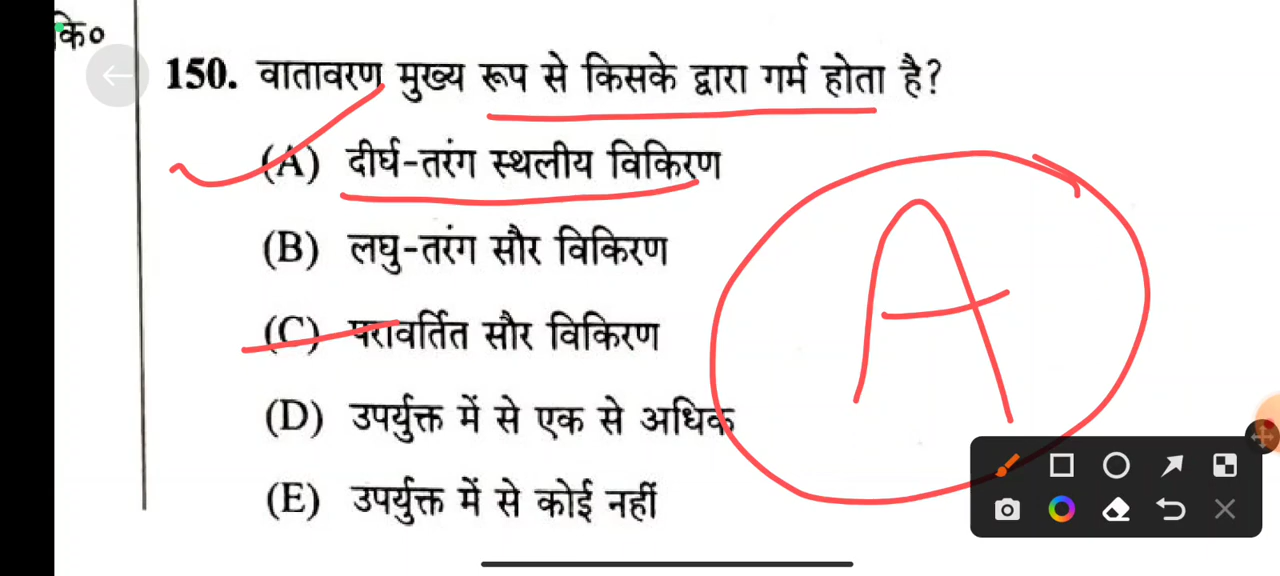 कि०
150. वातावरण मुख्य रूप से किसके द्वारा गर्म होता है?
(A) दीर्घ-तरंग स्थलीय विकिरण
(B) लघु-तरंग सौर विकिरण
(C) परावर्तित सौर विकिरण
(D) उपर्युक्त में से एक से अधिक
(E) उपर्युक्त में से कोई नहीं
A